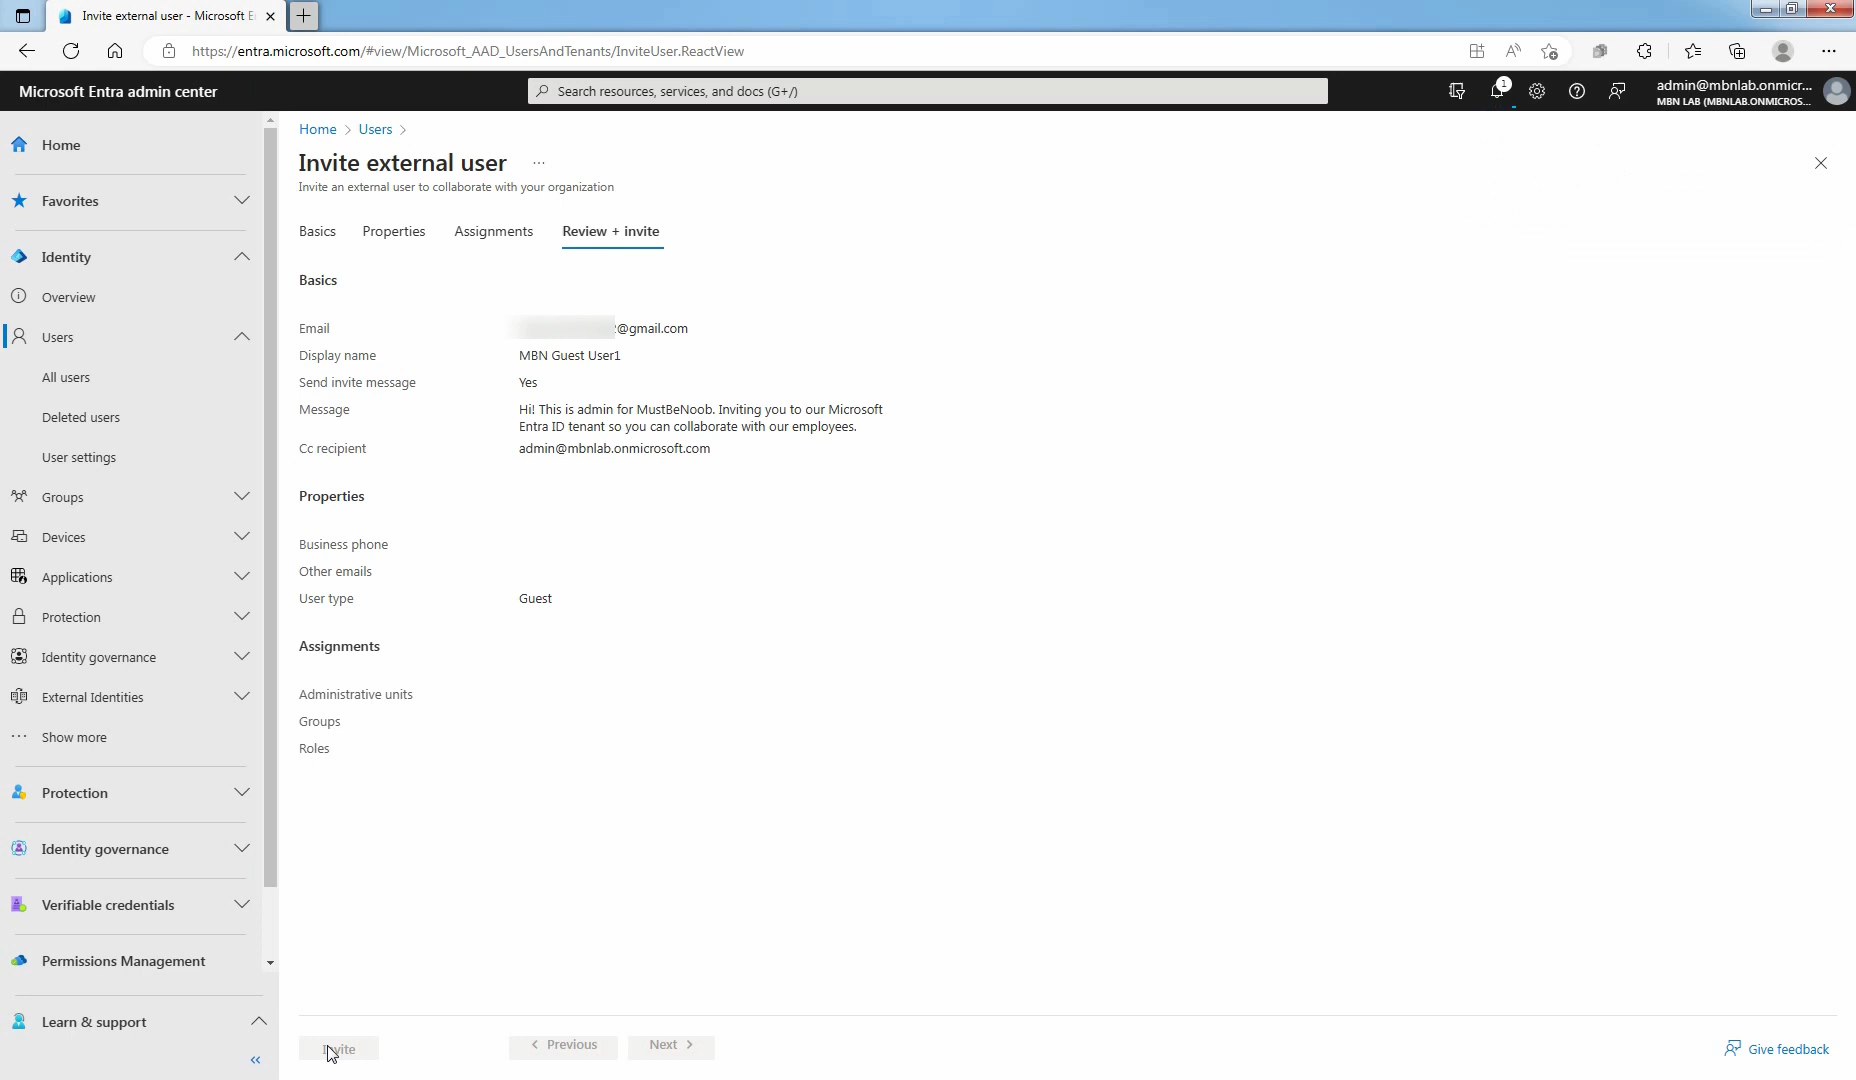 Invite external user - Microsoft E
https://entra.microsoft.com/#view/Microsoft_AAD_UsersAndTenants/InviteUser.ReactView
Microsoft Entra admin center
Search resources, services, and docs (G+/)
1
admin@mbnlab.onmicr...
MBN LAB (MBNLAB.ONMICROS...
Home
Favorites
Identity
Overview
Users
All users
Deleted users
User settings
Groups
Devices
Applications
Protection
Identity governance
External Identities
Show more
Protection
Identity governance
Verifiable credentials
Permissions Management
Learn & support
Home > Users >
Invite external user ...
Invite an external user to collaborate with your organization
Basics Properties Assignments Review + invite
Basics
Email @gmail.com
Display name MBN Guest User1
Send invite message Yes
Message Hi! This is admin for MustBeNoob. Inviting you to our Microsoft
Entra ID tenant so you can collaborate with our employees.
Cc recipient admin@mbnlab.onmicrosoft.com
Properties
Business phone
Other emails
User type Guest
Assignments
Administrative units
Groups
Roles
Invite
< Previous
Next >
Give feedback